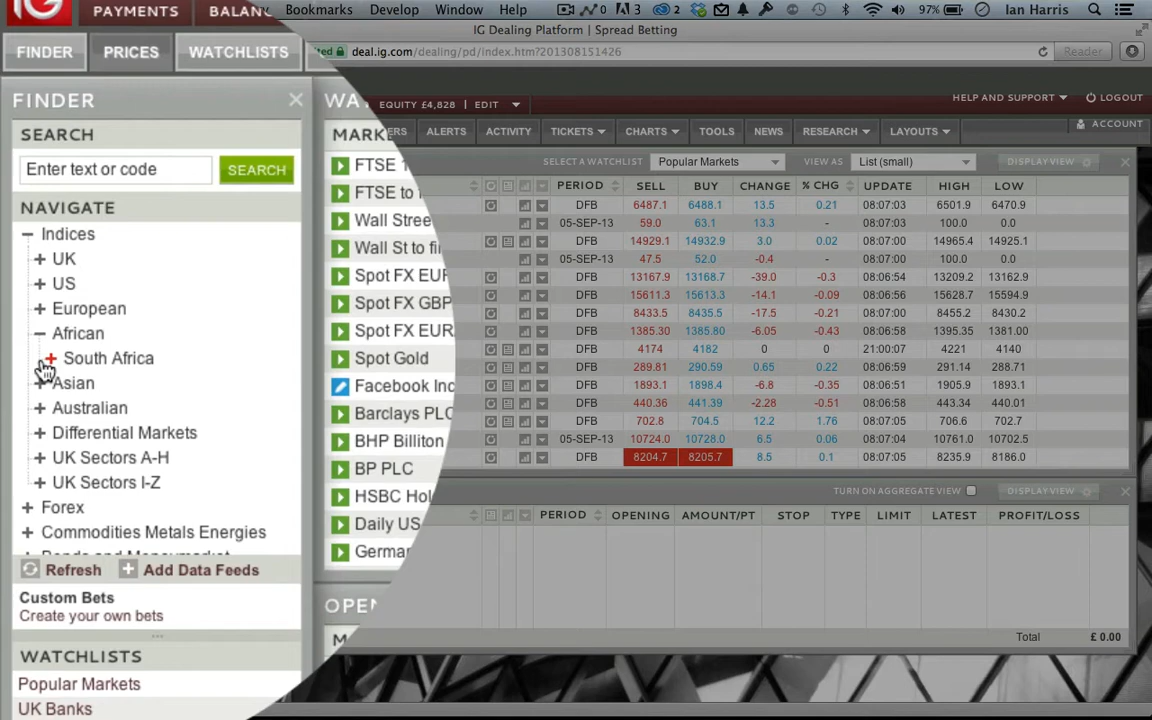 Bookmarks Develop Window Help 0 3 2 97% Ian Harris
IG Dealing Platform | Spread Betting
deal.ig.com/dealing/pd/index.htm?201308151426 Reader
IG PAYMENTS
FINDER PRICES WATCHLISTS
FINDER
SEARCH
Enter text or code SEARCH
NAVIGATE
Indices
UK
US
European
African
South Africa
Asian
Australian
Differential Markets
UK Sectors A-H
UK Sectors I-Z
Forex
Commodities Metals Energies
Refresh Add Data Feeds
Custom Bets
Create your own bets
WATCHLISTS
Popular Markets
UK Banks
EQUITY £4,828 | EDIT
HELP AND SUPPORT LOGOUT
ALERTS ACTIVITY TICKETS CHARTS TOOLS NEWS RESEARCH LAYOUTS ACCOUNT
SELECT A WATCHLIST Popular Markets VIEW AS List (small) DISPLAY VIEW
PERIOD SELL BUY CHANGE % CHG UPDATE HIGH LOW
FTSE 1 DFB 6487.1 6488.1 13.5 0.21 08:07:03 6501.9 6470.9
FTSE to 05-SEP-13 59.0 63.1 13.3 - 08:07:03 100.0 0.0
Wall Stree DFB 14929.1 14932.9 3.0 0.02 08:07:00 14965.4 14925.1
Wall St to fi 05-SEP-13 47.5 52.0 -0.4 - 08:07:00 100.0 0.0
Spot FX EUR DFB 13167.9 13168.7 -39.0 -0.3 08:06:54 13209.2 13162.9
Spot FX GBP DFB 15611.3 15613.3 -14.1 -0.09 08:06:56 15628.7 15594.9
Spot FX EUR DFB 8433.5 8435.5 -17.5 -0.21 08:07:00 8455.2 8430.2
Spot Gold DFB 1385.30 1385.80 -6.05 -0.43 08:06:58 1395.35 1381.00
Facebook Inc DFB 4174 4182 0 0 21:00:07 4221 4140
Barclays PLC DFB 289.81 290.59 0.65 0.22 08:06:58 291.14 288.71
BHP Billiton DFB 1893.1 1898.4 -6.8 -0.35 08:06:58 1905.9 1893.1
BP PLC DFB 440.36 441.39 -2.28 -0.51 08:06:58 443.34 440.01
HSBC Hol DFB 702.8 704.5 12.2 1.76 08:06:58 706.6 702.7
Daily US 05-SEP-13 10724.0 10728.0 6.5 0.06 08:07:04 10761.0 10702.5
German DFB 8204.7 8205.7 8.5 0.1 08:07:05 8235.9 8186.0
TURN ON AGGREGATE VIEW DISPLAY VIEW
PERIOD OPENING AMOUNT/PT STOP TYPE LIMIT LATEST PROFIT/LOSS
Total £ 0.00